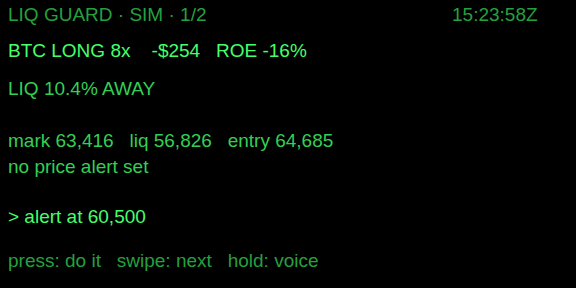 LIQ GUARD · SIM · 1/2 15:23:58Z
BTC LONG 8x -$254 ROE -16%
LIQ 10.4% AWAY
mark 63,416 liq 56,826 entry 64,685
no price alert set
> alert at 60,500
press: do it swipe: next hold: voice